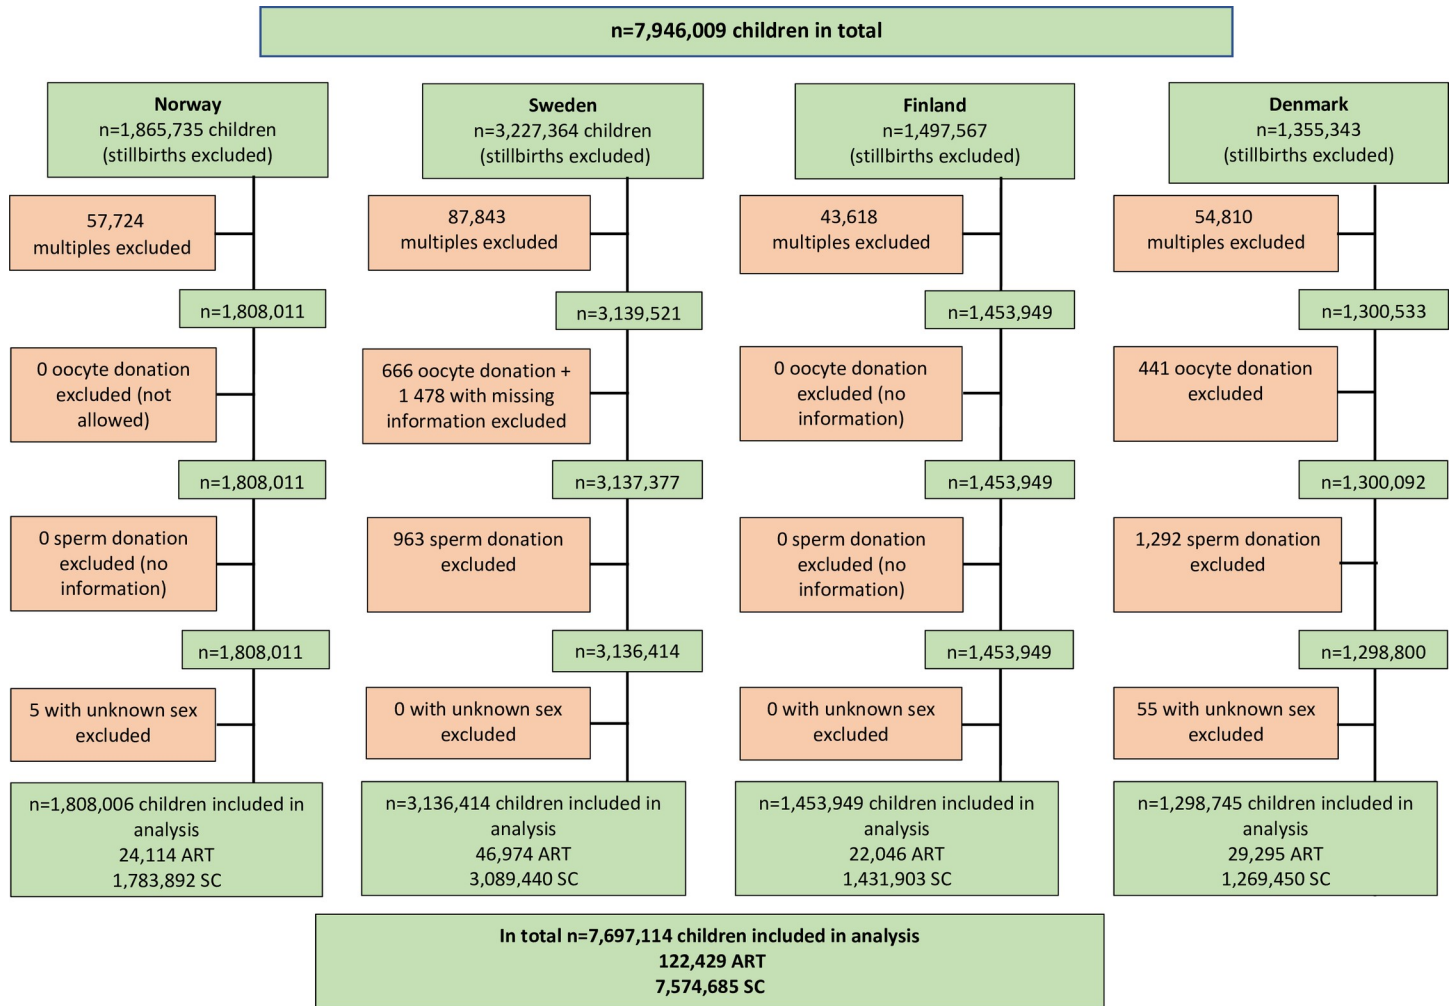 n=7,946,009 children in total
Norway
n=1,865,735 children
(stillbirths excluded)
57,724
multiples excluded
n=1,808,011
0 oocyte donation
excluded (not
allowed)
n=1,808,011
0 sperm donation
excluded (no
information)
n=1,808,011
5 with unknown sex
excluded
n=1,808,006 children included in
analysis
24,114 ART
1,783,892 SC
Sweden
n=3,227,364 children
(stillbirths excluded)
87,843
multiples excluded
n=3,139,521
666 oocyte donation +
1 478 with missing
information excluded
n=3,137,377
963 sperm donation
excluded
n=3,136,414
0 with unknown sex
excluded
n=3,136,414 children included in
analysis
46,974 ART
3,089,440 SC
Finland
n=1,497,567
(stillbirths excluded)
43,618
multiples excluded
n=1,453,949
0 oocyte donation
excluded (no
information)
n=1,453,949
0 sperm donation
excluded (no
information)
n=1,453,949
0 with unknown sex
excluded
n=1,453,949 children included in
analysis
22,046 ART
1,431,903 SC
Denmark
n=1,355,343
(stillbirths excluded)
54,810
multiples excluded
n=1,300,533
441 oocyte donation
excluded
n=1,300,092
1,292 sperm donation
excluded
n=1,298,800
55 with unknown sex
excluded
n=1,298,745 children included in
analysis
29,295 ART
1,269,450 SC
In total n=7,697,114 children included in analysis
122,429 ART
7,574,685 SC